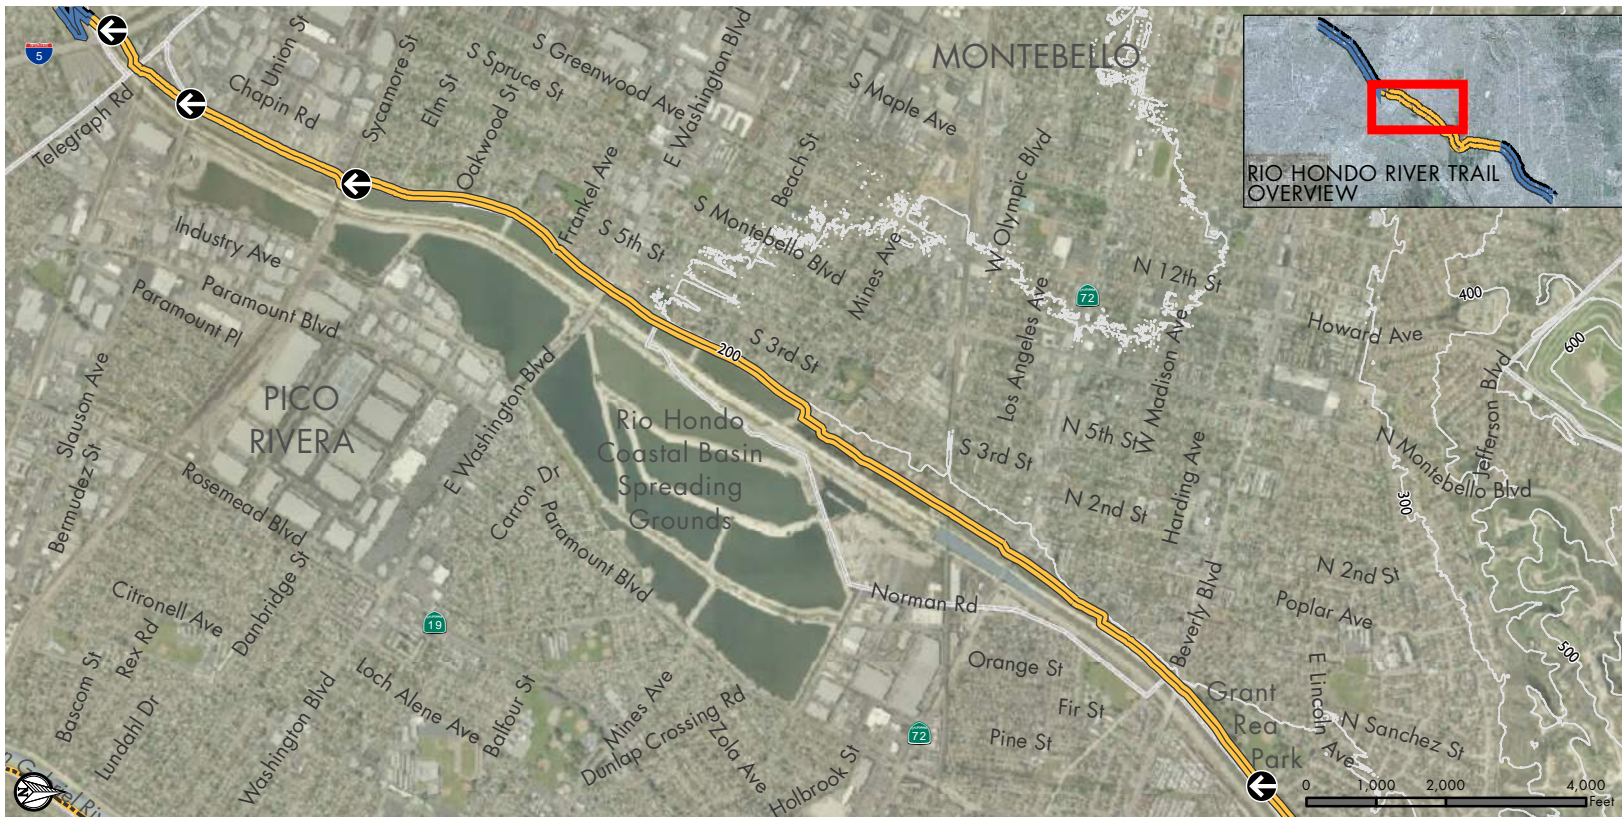 MONTEBELLO
RIO HONDO RIVER TRAIL
OVERVIEW
5
Telegraph Rd
Union St
Chapin Rd
Sycamore St
Elm St
S Spruce St
S Greenwood Ave
Oakwood St
E Washington Blvd
Frankel Ave
S 5th St
Beach St
S Maple Ave
S Montebello Blvd
Mines Ave
W Olympic Blvd
Los Angeles Ave
72
N 12th St
W Madison Ave
Howard Ave
400
600
Jefferson Blvd
N Montebello Blvd
300
500
Industry Ave
Paramount Blvd
Paramount Pl
Slauson Ave
PICO
RIVERA
Bermudez St
Rosemead Blvd
E Washington Blvd
200
S 3rd St
Rio Hondo
Coastal Basin
Spreading
Grounds
Carron Dr
Paramount Blvd
S 3rd St
N 5th St
N 2nd St
Harding Ave
N 2nd St
Poplar Ave
Beverly Blvd
Norman Rd
Orange St
Fir St
Pine St
E Lincoln Ave
N Sanchez St
Grant
Rea
Park
Citronell Ave
Rex Rd
Danbridge St
19
Bascom St
Lundahl Dr
Washington Blvd
Loch Alene Ave
Balfour St
Mines Ave
Dunlap Crossing Rd
Zola Ave
Holbrook St
72
N
0 1,000 2,000 4,000
Feet